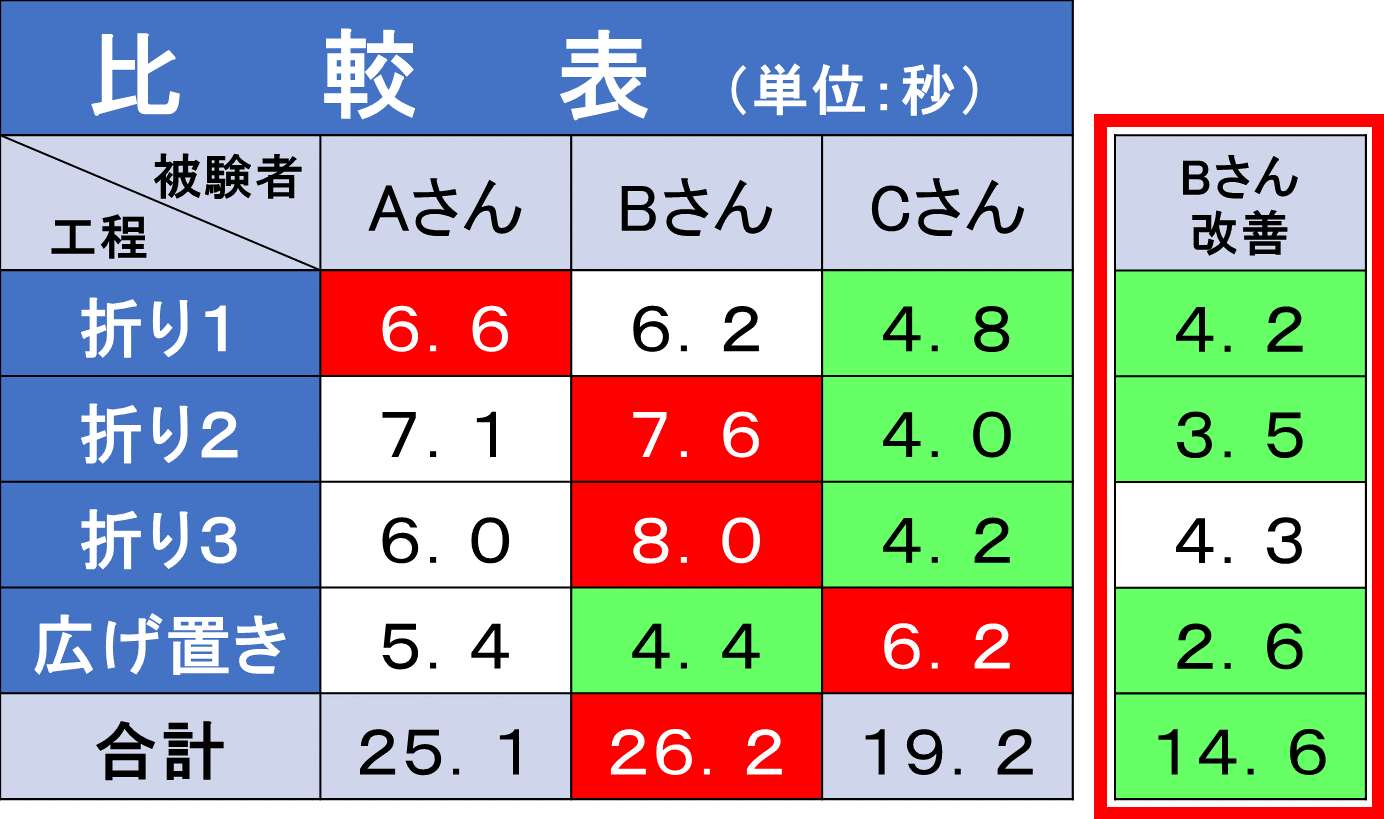 比較表（単位：秒）
被験者
工程
Aさん Bさん Cさん Bさん
改善
折り１ ６．６ ６．２ ４．８ ４．２
折り２ ７．１ ７．６ ４．０ ３．５
折り３ ６．０ ８．０ ４．２ ４．３
広げ置き ５．４ ４．４ ６．２ ２．６
合計 ２５．１ ２６．２ １９．２ １４．６